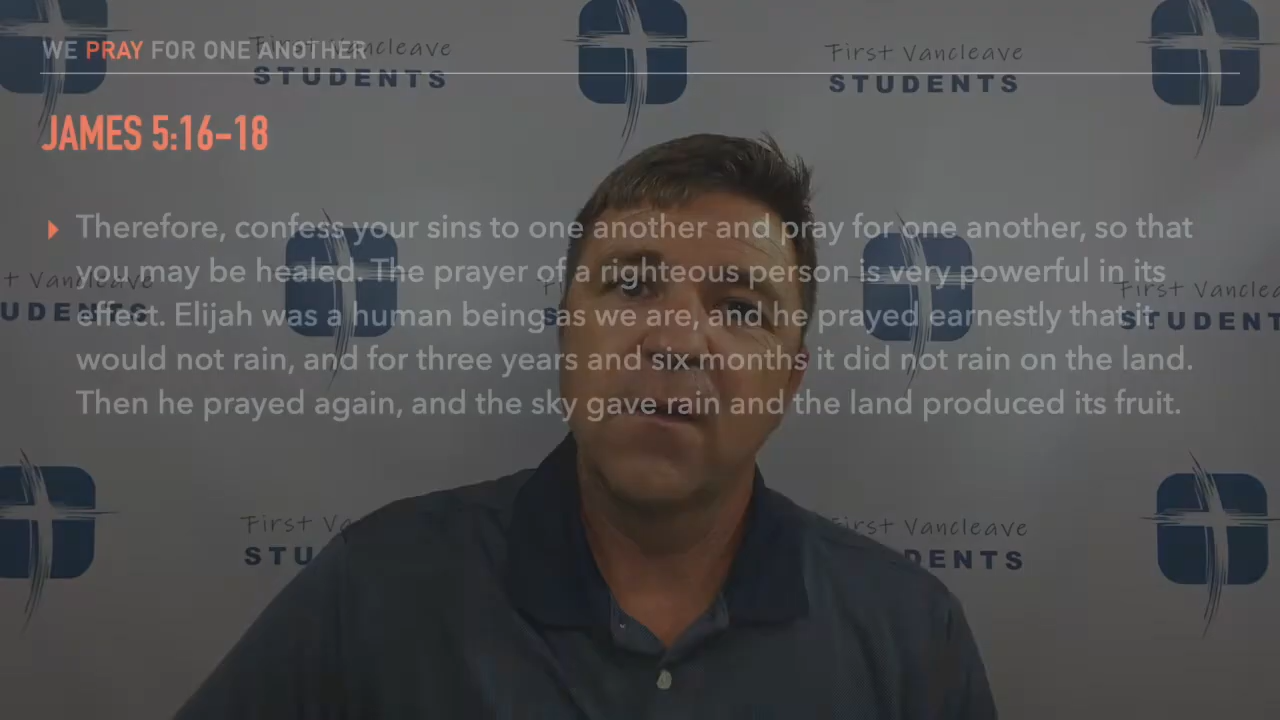 WE PRAY FOR ONE ANOTHER
First Vancleave
STUDENTS
First Vancleave
STUDENTS
JAMES 5:16-18
Therefore, confess your sins to one another and pray for one another, so that
you may be healed. The prayer of a righteous person is very powerful in its
effect. Elijah was a human being as we are, and he prayed earnestly that it
would not rain, and for three years and six months it did not rain on the land.
Then he prayed again, and the sky gave rain and the land produced its fruit.
First
STUDENTS
First Vancleave